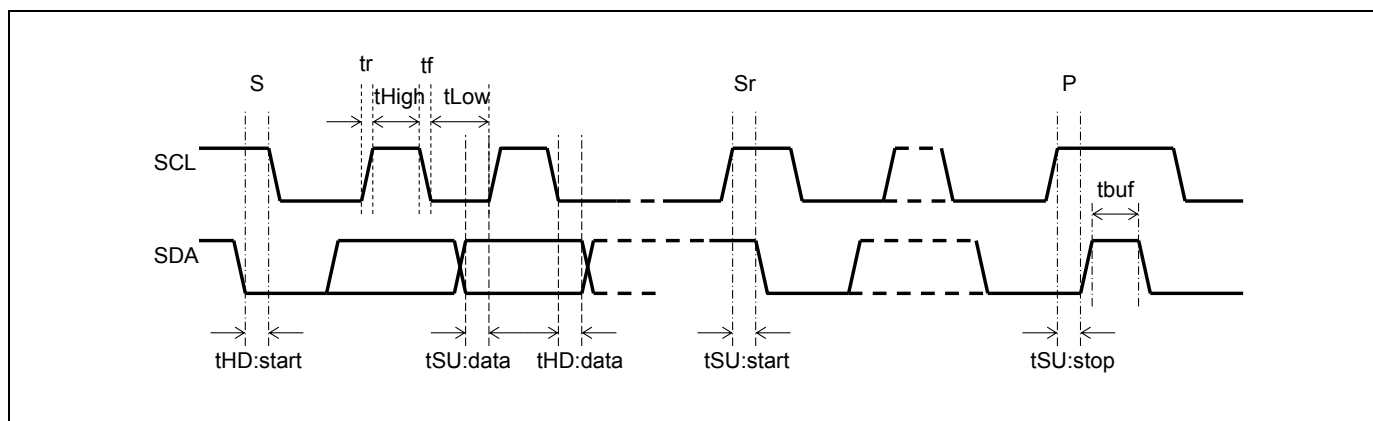 S tr tf Sr P
tHigh tLow
SCL
tbuf
SDA
tHD:start tSU:data tHD:data tSU:start tSU:stop